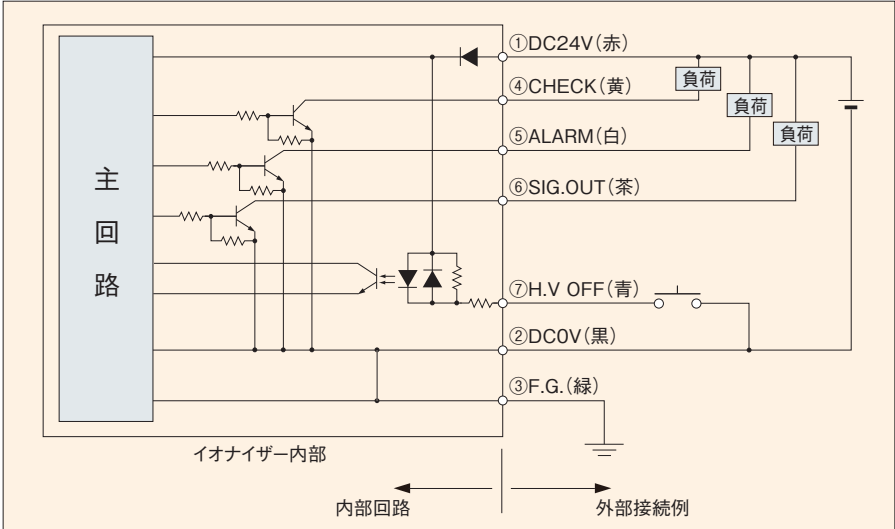 ①DC24V(赤)
④CHECK(黄)
負荷
⑤ALARM(白)
負荷
負荷
⑥SIG.OUT(茶)
主回路
⑦H.V OFF(青)
②DC0V(黒)
③F.G.(緑)
イオナイザー内部
内部回路
外部接続例